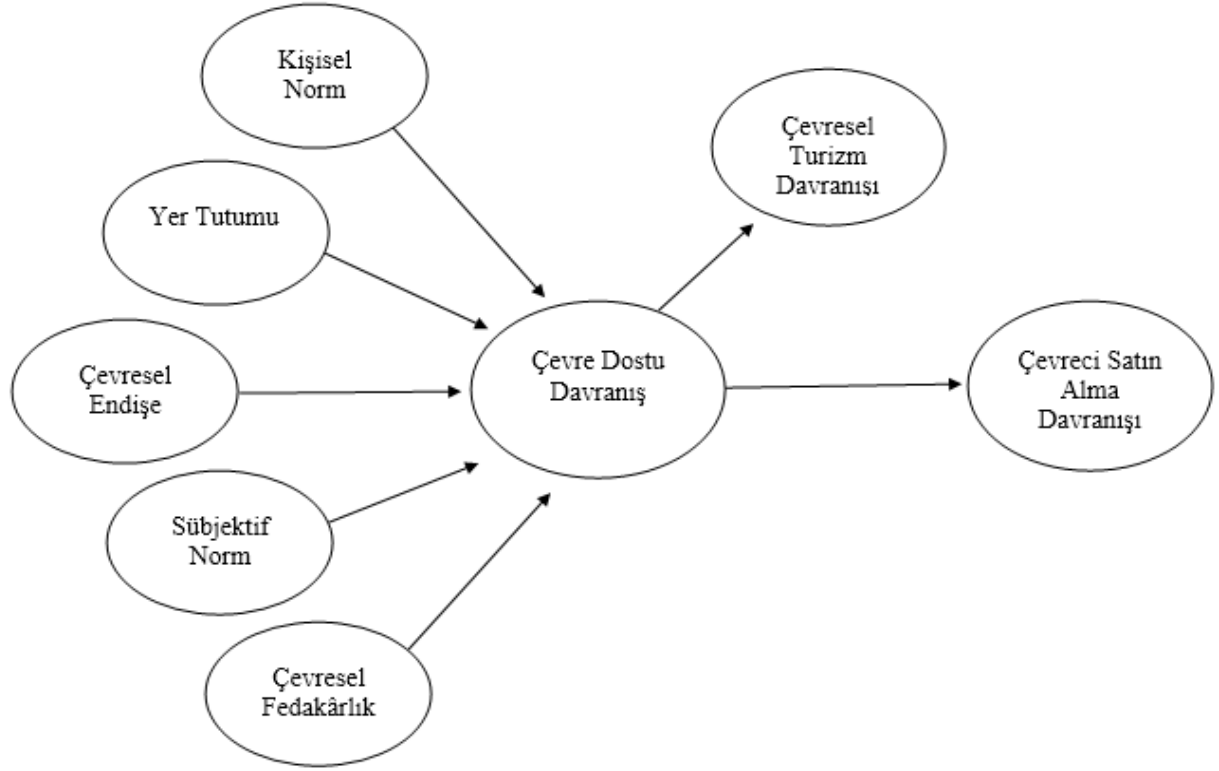 Kişisel
Norm
Yer Tutumu
Çevresel
Endişe
Sübjektif
Norm
Çevresel
Fedakârlık
Çevre Dostu
Davranış
Çevresel
Turizm
Davranışı
Çevreci Satın
Alma
Davranışı